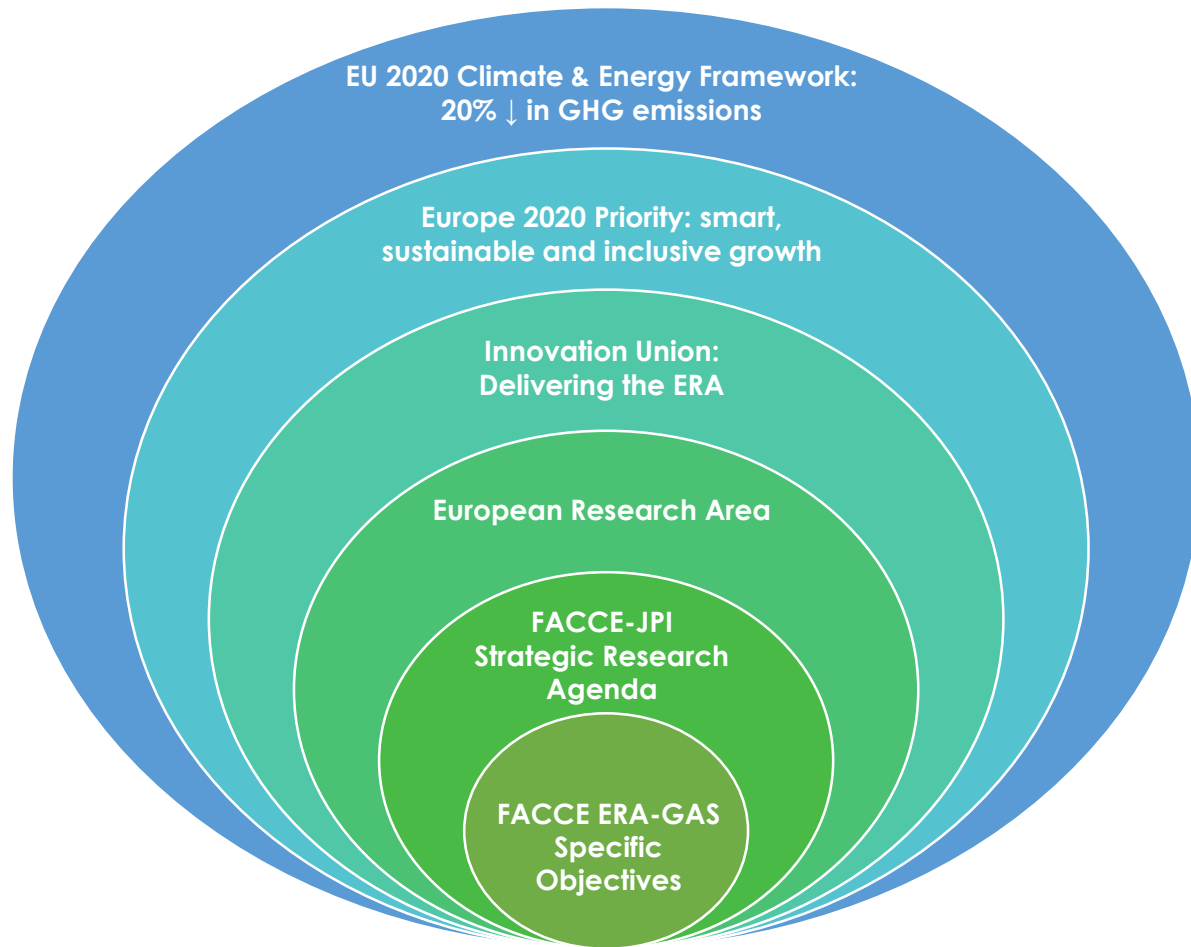 EU 2020 Climate & Energy Framework:
20% ↓ in GHG emissions
Europe 2020 Priority: smart,
sustainable and inclusive growth
Innovation Union:
Delivering the ERA
European Research Area
FACCE-JPI
Strategic Research
Agenda
FACCE ERA-GAS
Specific
Objectives